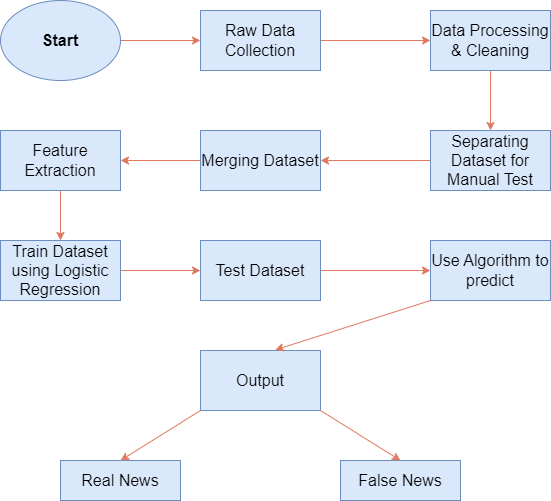 Start
Raw Data
Collection
Data Processing
& Cleaning
Separating
Dataset for
Manual Test
Merging Dataset
Feature
Extraction
Train Dataset
using Logistic
Regression
Test Dataset
Use Algorithm to
predict
Output
Real News
False News